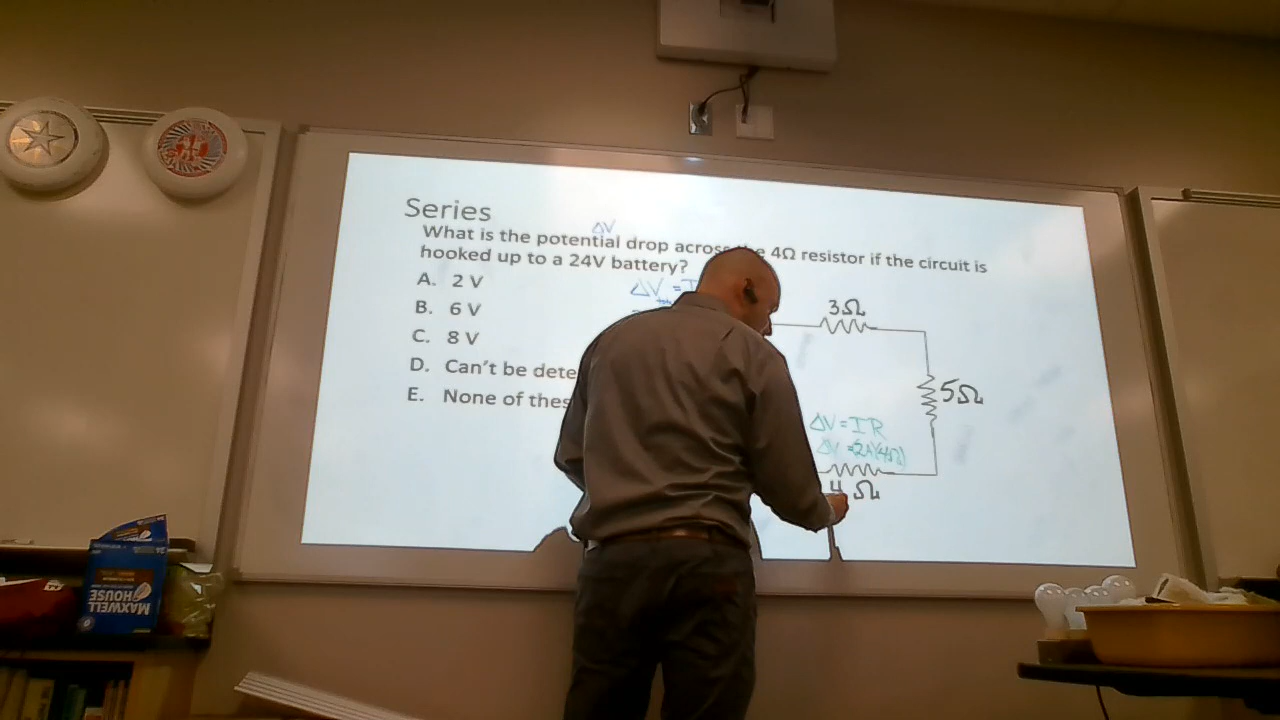 Series
ΔV
What is the potential drop across the 4Ω resistor if the circuit is
hooked up to a 24V battery?
A. 2 V
B. 6 V
C. 8 V
D. Can't be dete
E. None of thes
ΔV = I
3Ω
5Ω
ΔV = IR
ΔV = 2A(4Ω)
4 Ω
MAXWELL
HOUSE